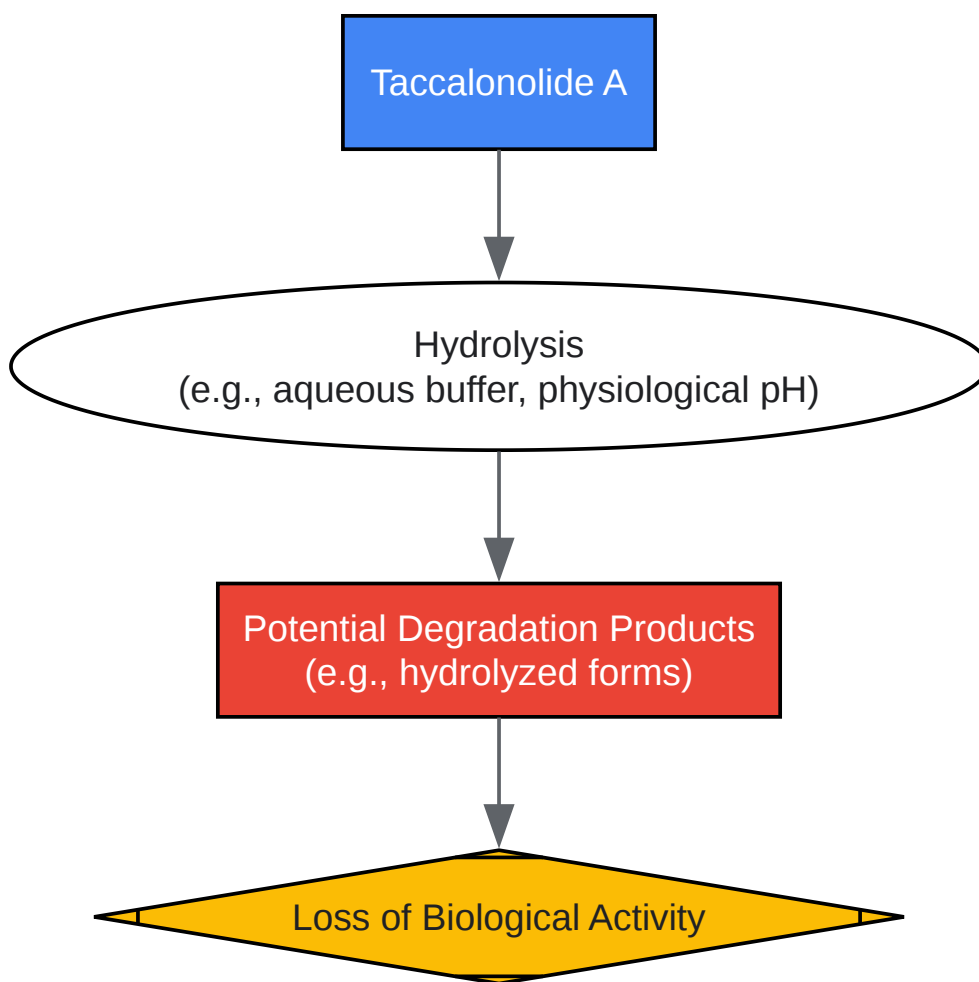 Taccalonolide A
Hydrolysis
(e.g., aqueous buffer, physiological pH)
Potential Degradation Products
(e.g., hydrolyzed forms)
Loss of Biological Activity